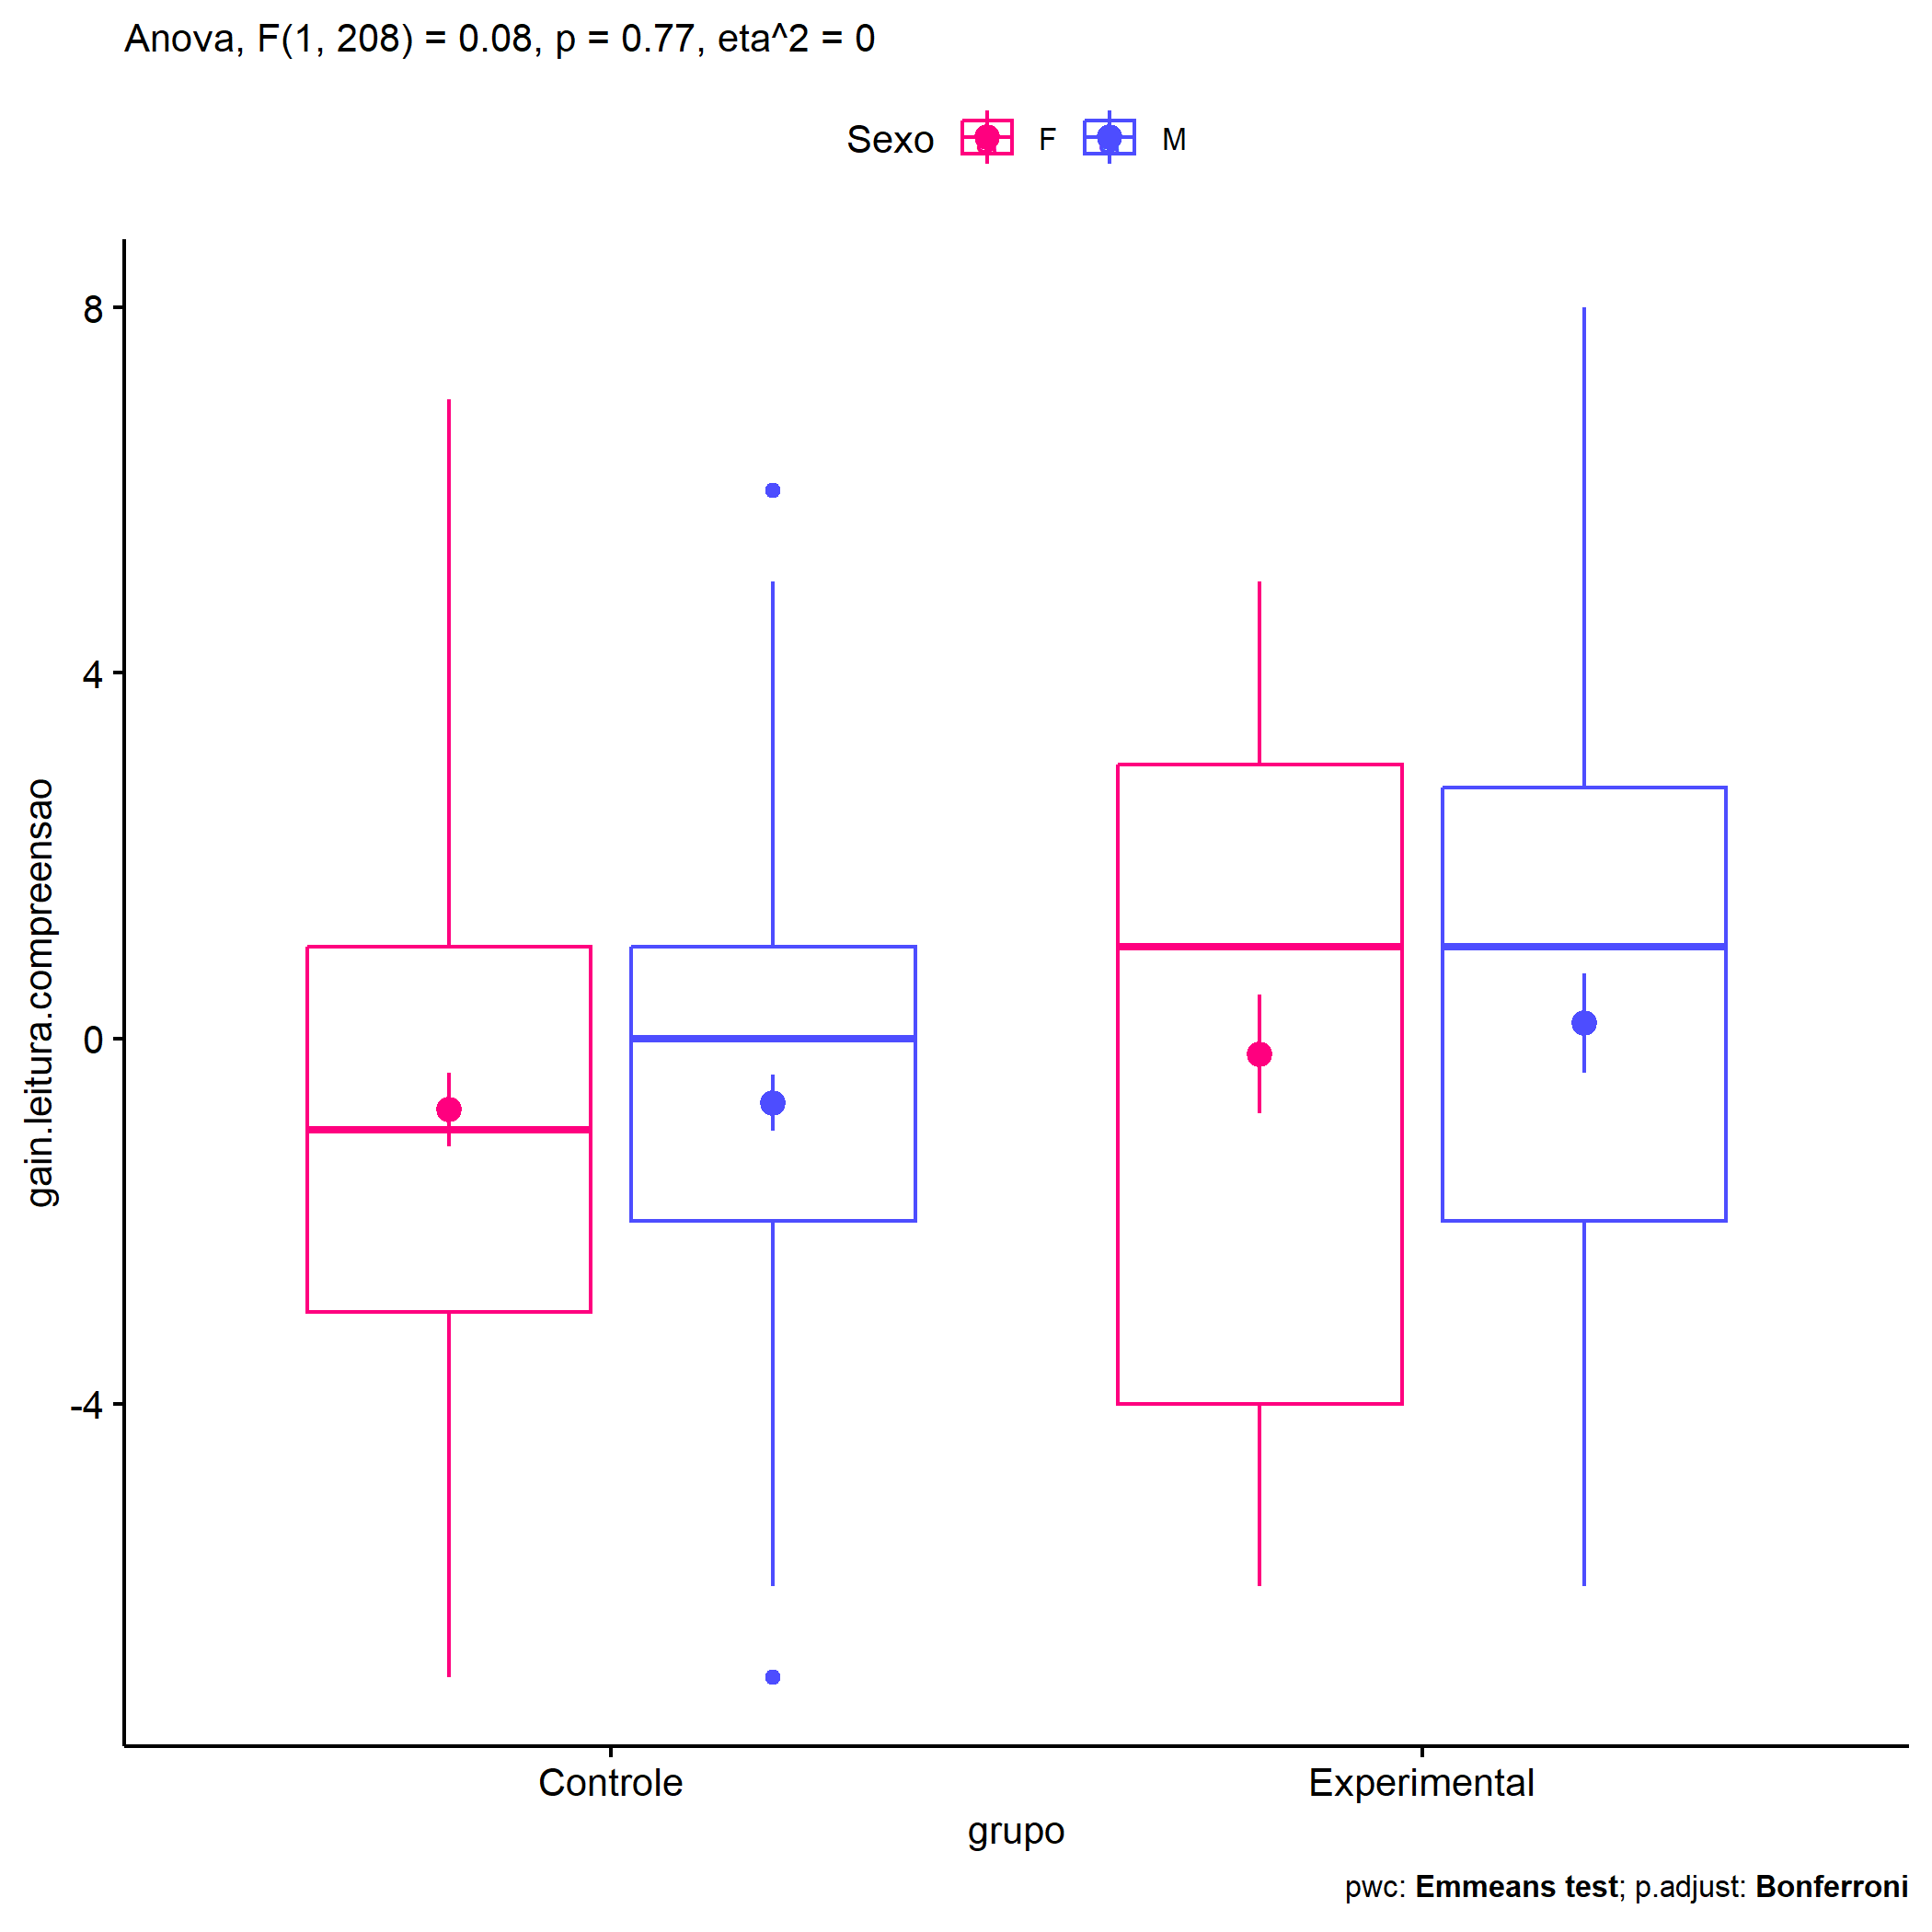 Anova, F(1, 208) = 0.08, p = 0.77, eta^2 = 0
Sexo F M
gain.leitura.compreensao
8
4
0
-4
Controle Experimental
grupo
pwc: Emmeans test; p.adjust: Bonferroni